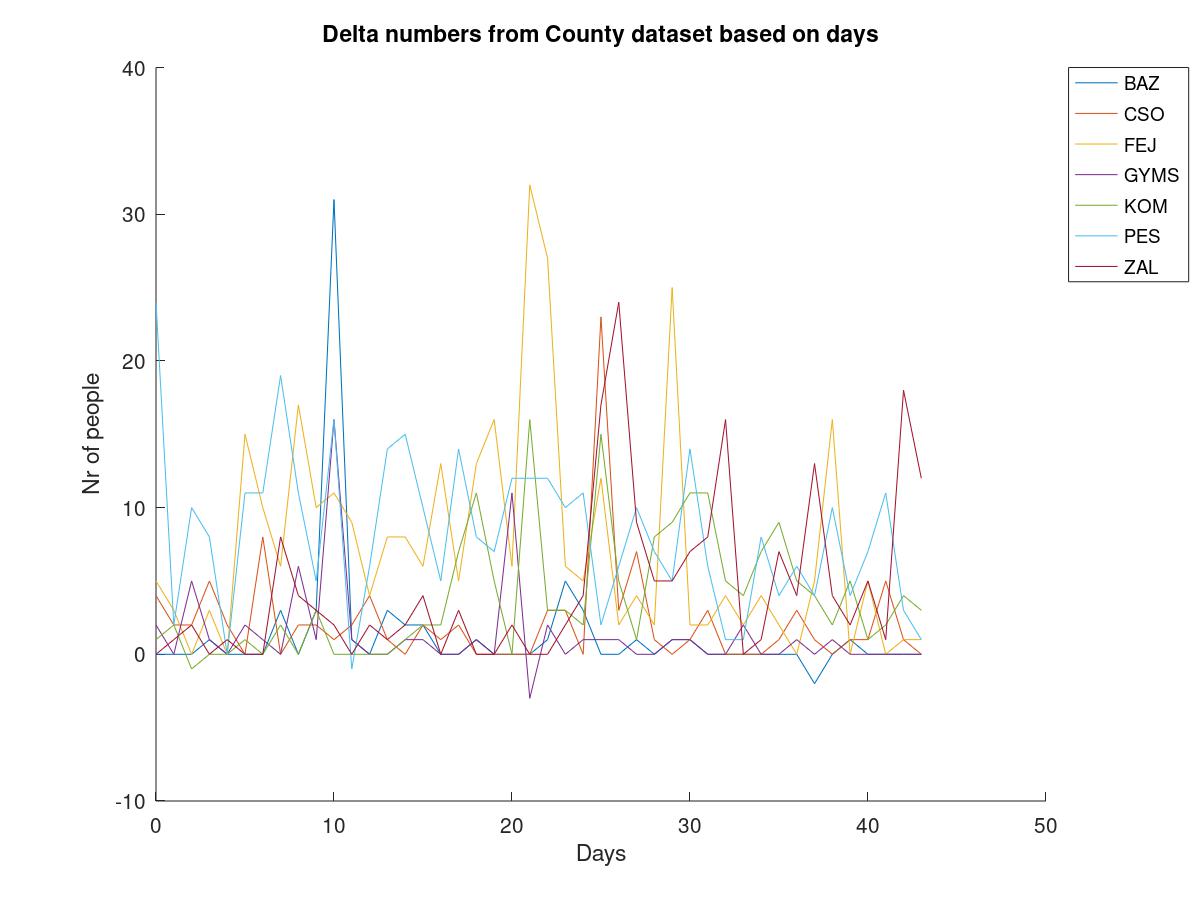 Delta numbers from County dataset based on days
40
30
20
10
0
-10
Nr of people
0 10 20 30 40 50
Days
BAZ
CSO
FEJ
GYMS
KOM
PES
ZAL